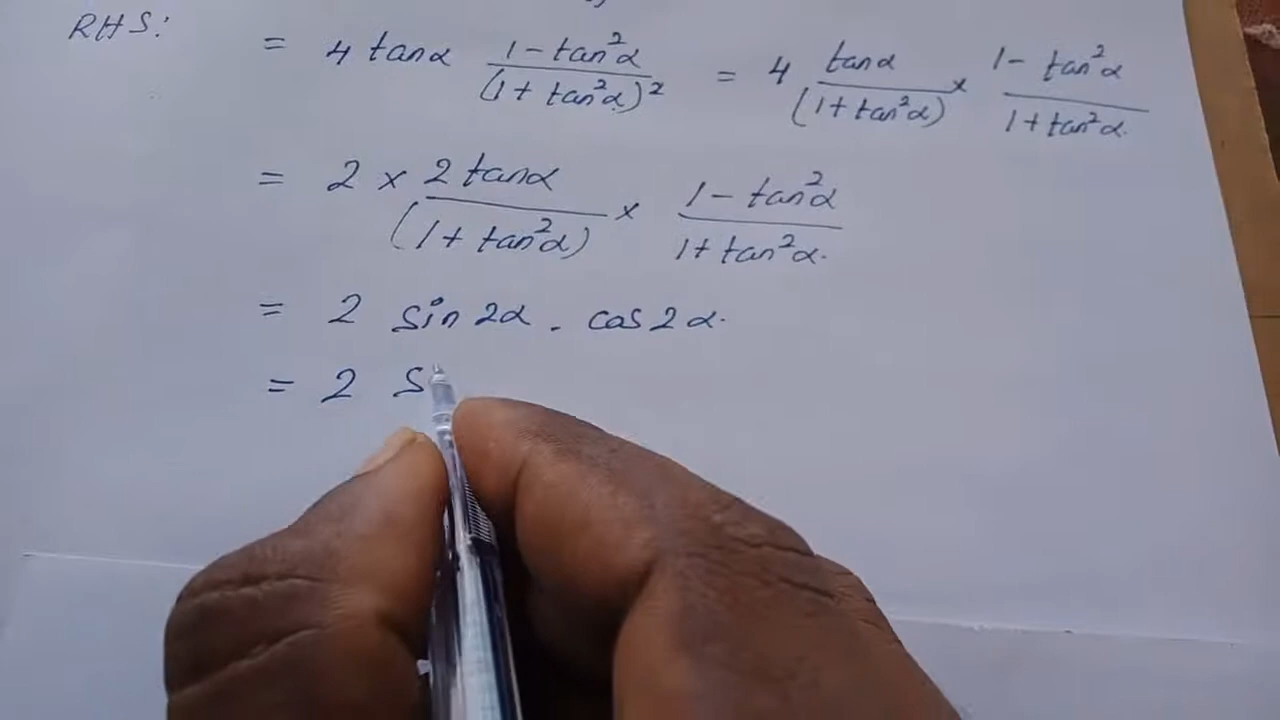 RHS:
= 4 tanα (1 - tan²α)/(1 + tan²α)² = 4 tanα/(1 + tan²α) × (1 - tan²α)/(1 + tan²α).
= 2 × 2 tanα/(1 + tan²α) × (1 - tan²α)/(1 + tan²α).
= 2 sin 2α . cos 2α.
= 2 s